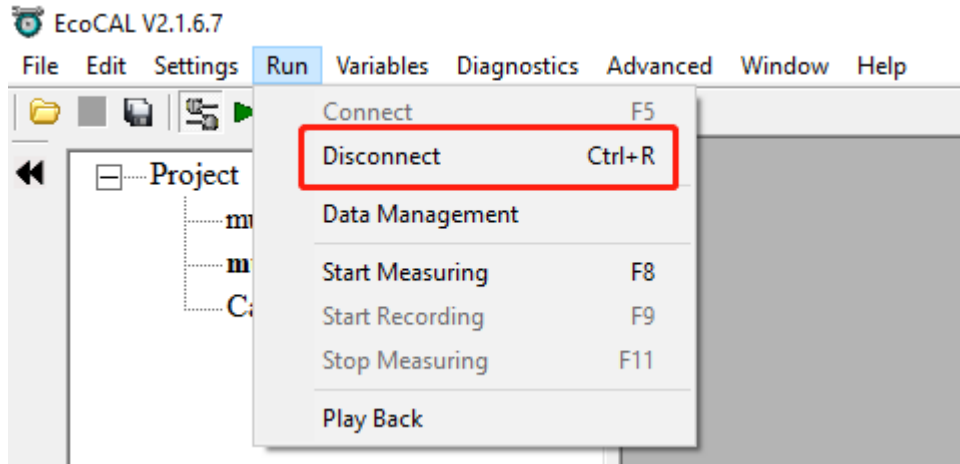 EcoCAL V2.1.6.7
File Edit Settings Run Variables Diagnostics Advanced Window Help
Connect F5
Disconnect Ctrl+R
Project
Data Management
Start Measuring F8
Start Recording F9
Stop Measuring F11
Play Back